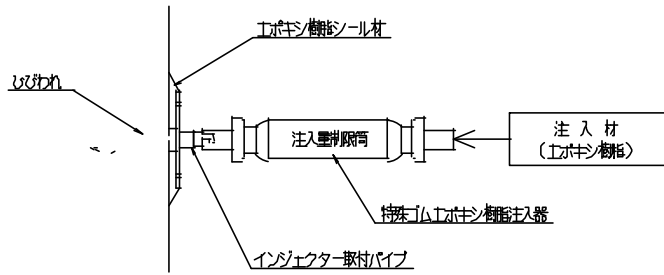 エポキシ樹脂シール材
ひびわれ
注入量制限筒
注 入 材
(エポキシ樹脂)
特殊ゴムエポキシ樹脂注入器
インジェクター取付パイプ